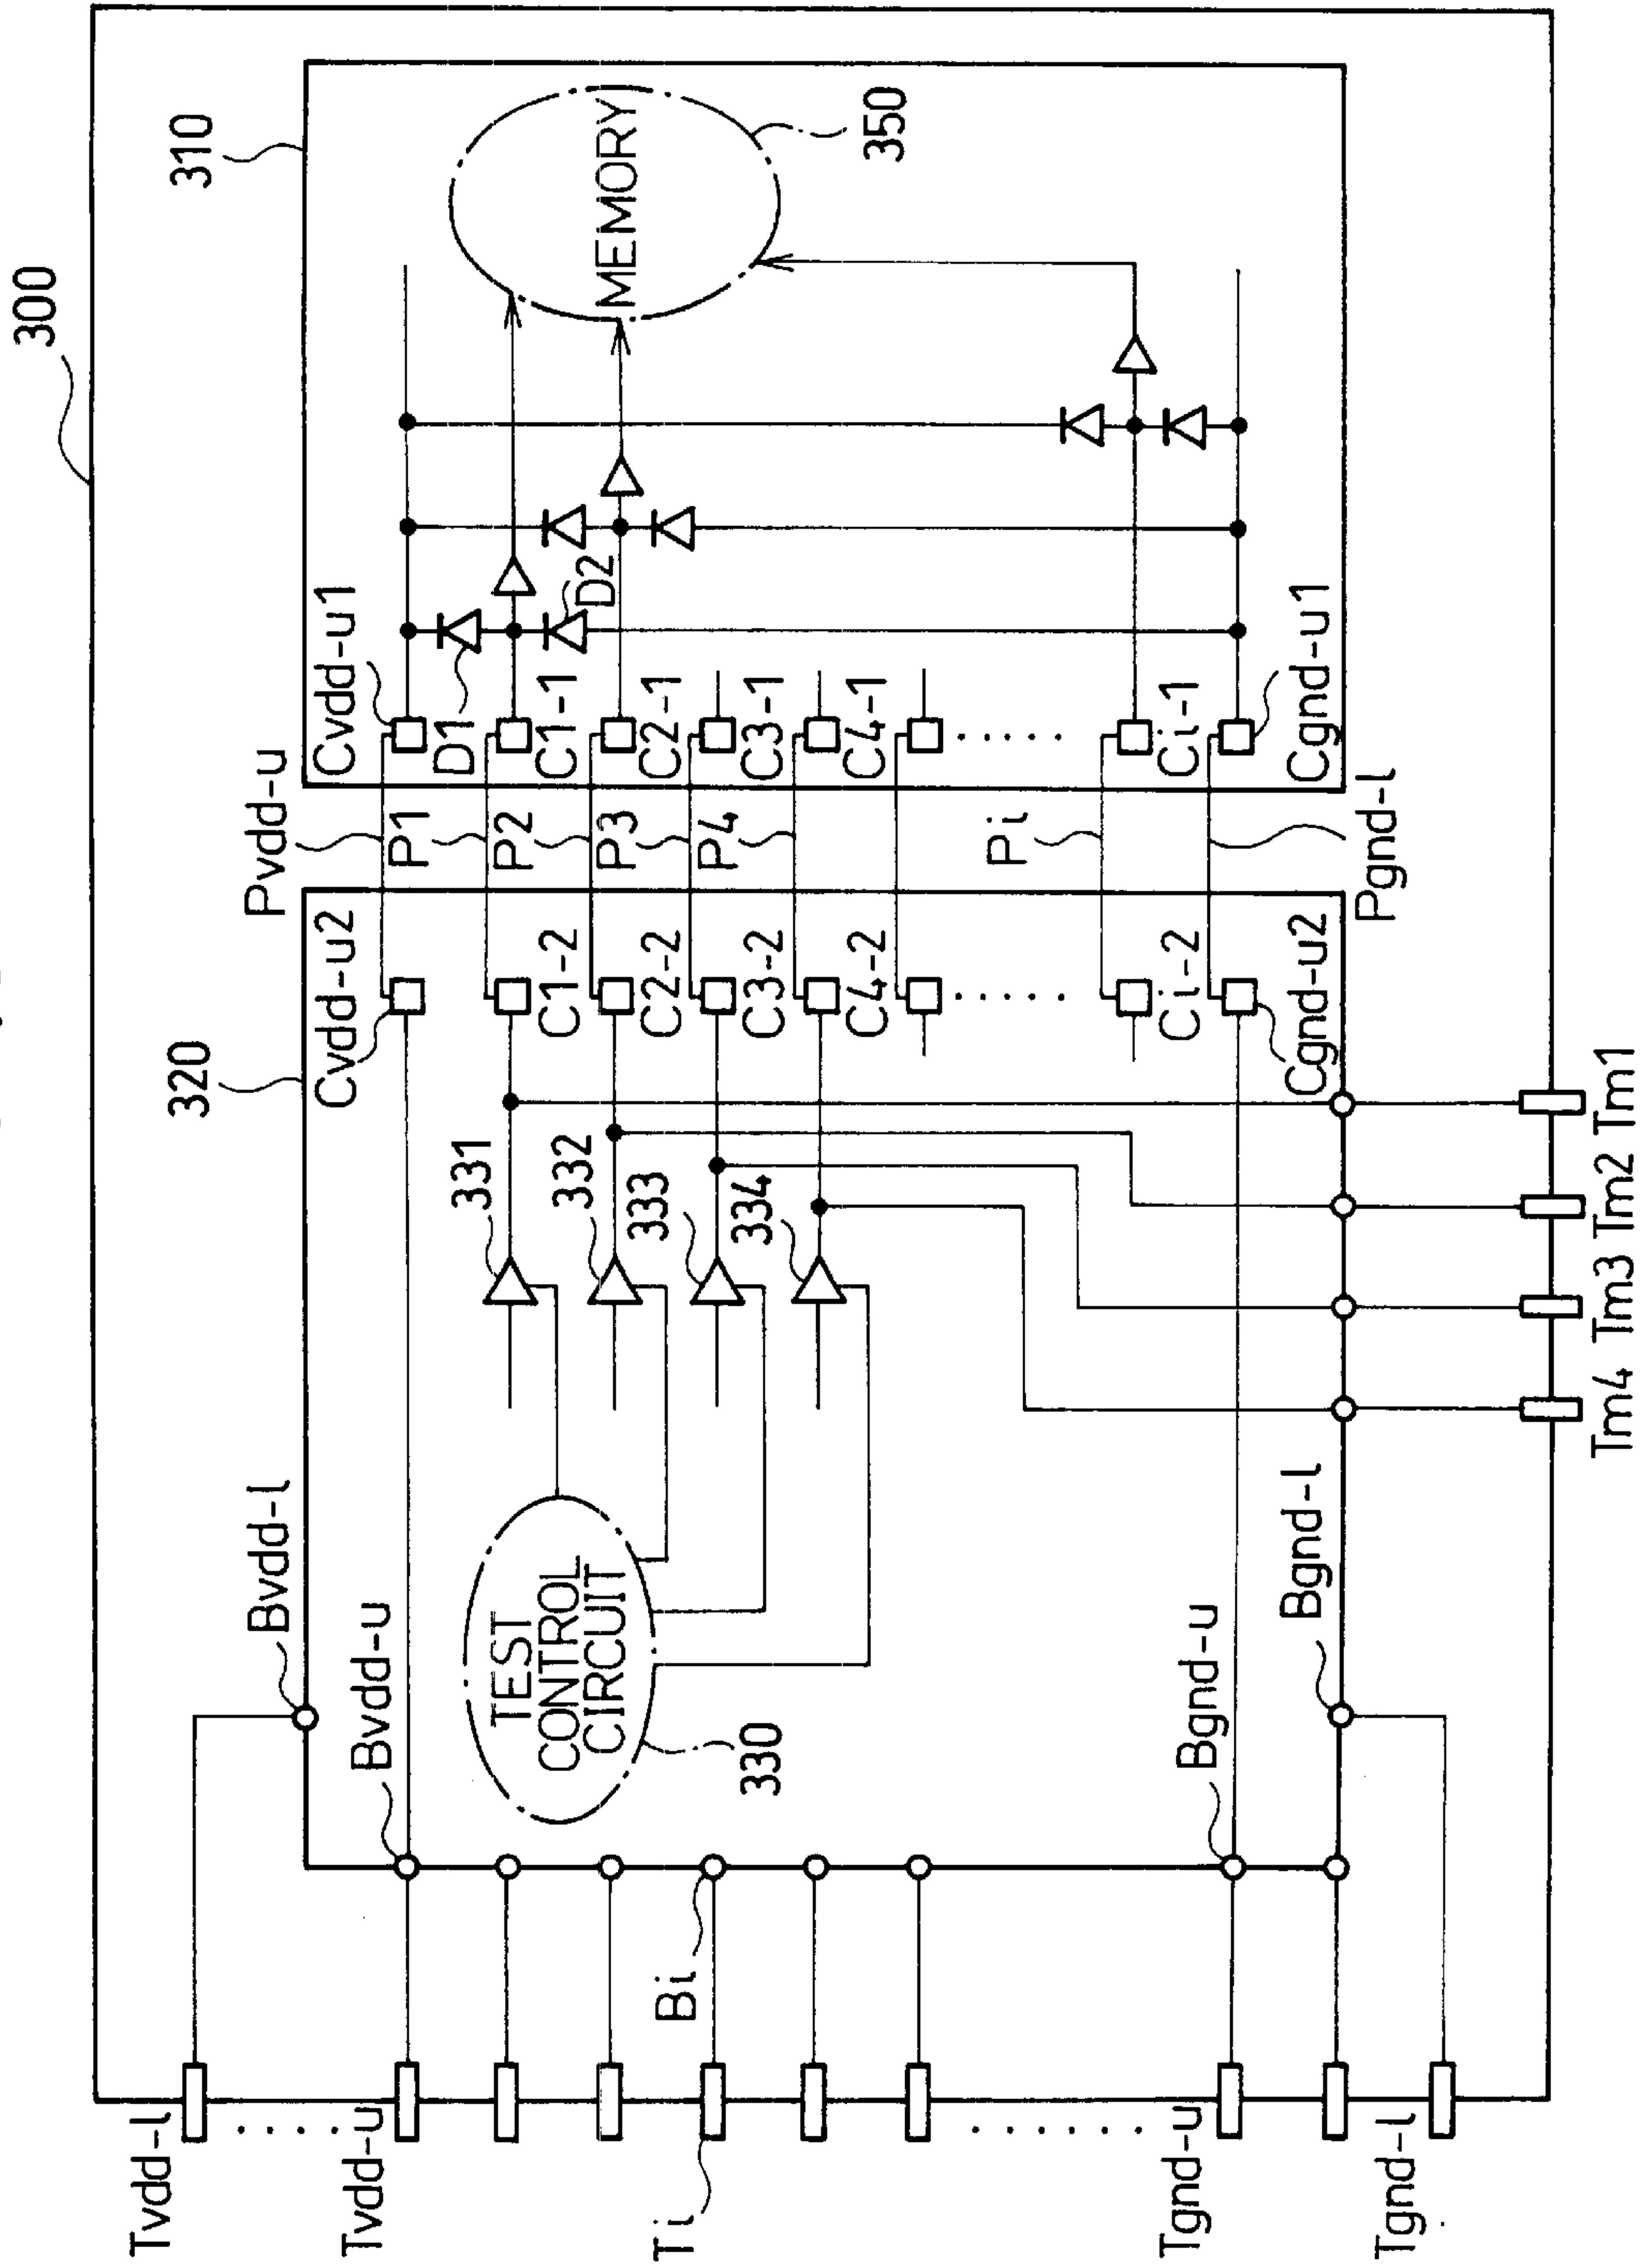 300
310
320
Tvdd-l
Bvdd-l
Pvdd-u
Tvdd-u
Bvdd-u
Cvdd-u2
Cvdd-u1
D1
D2
P1
P2
P3
P4
Pi
C1-2
C2-2
C3-2
C4-2
Ci-2
C1-1
C2-1
C3-1
C4-1
Ci-1
331
332
333
334
TEST
CONTROL
CIRCUIT
330
MEMORY
350
Bi
Ti
Tgnd-u
Bgnd-u
Cgnd-u2
Cgnd-u1
Tgnd-l
Bgnd-l
Pgnd-l
Tm4 Tm3 Tm2 Tm1